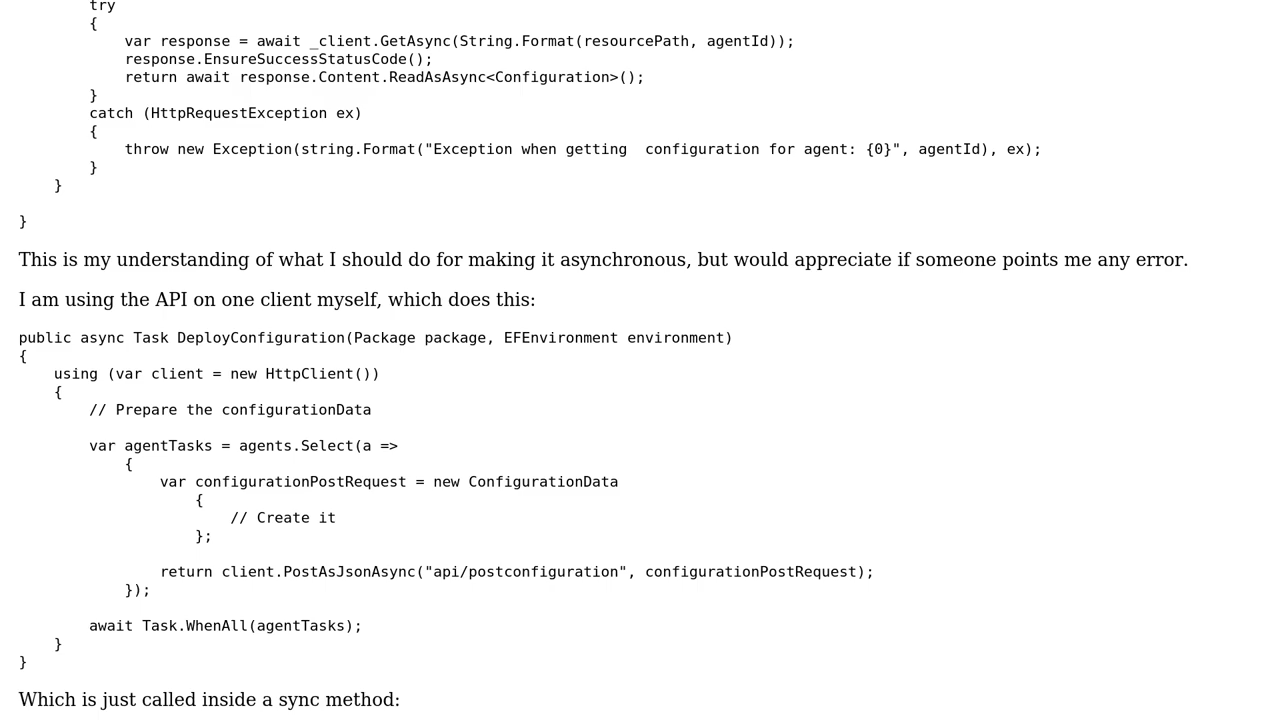 try
{
var response = await _client.GetAsync(String.Format(resourcePath, agentId));
response.EnsureSuccessStatusCode();
return await response.Content.ReadAsAsync<Configuration>();
}
catch (HttpRequestException ex)
{
throw new Exception(string.Format("Exception when getting  configuration for agent: {0}", agentId), ex);
}
}
}
This is my understanding of what I should do for making it asynchronous, but would appreciate if someone points me any error.
I am using the API on one client myself, which does this:
public async Task DeployConfiguration(Package package, EFEnvironment environment)
{
using (var client = new HttpClient())
{
// Prepare the configurationData
var agentTasks = agents.Select(a =>
{
var configurationPostRequest = new ConfigurationData
{
// Create it
};
return client.PostAsJsonAsync("api/postconfiguration", configurationPostRequest);
});
await Task.WhenAll(agentTasks);
}
}
Which is just called inside a sync method: